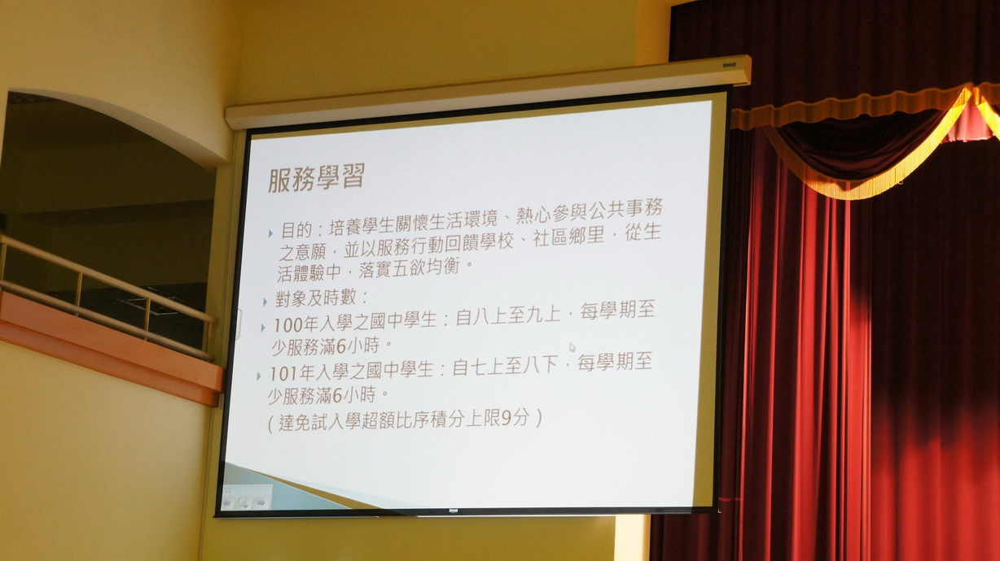 服務學習
目的：培養學生關懷生活環境、熱心參與公共事務
之意願，並以服務行動回饋學校、社區鄉里，從生
活體驗中，落實五欲均衡。
對象及時數：
100年入學之國中學生：自八上至九上，每學期至
少服務滿6小時。
101年入學之國中學生：自七上至八下，每學期至
少服務滿6小時。
(達免試入學超額比序積分上限9分)